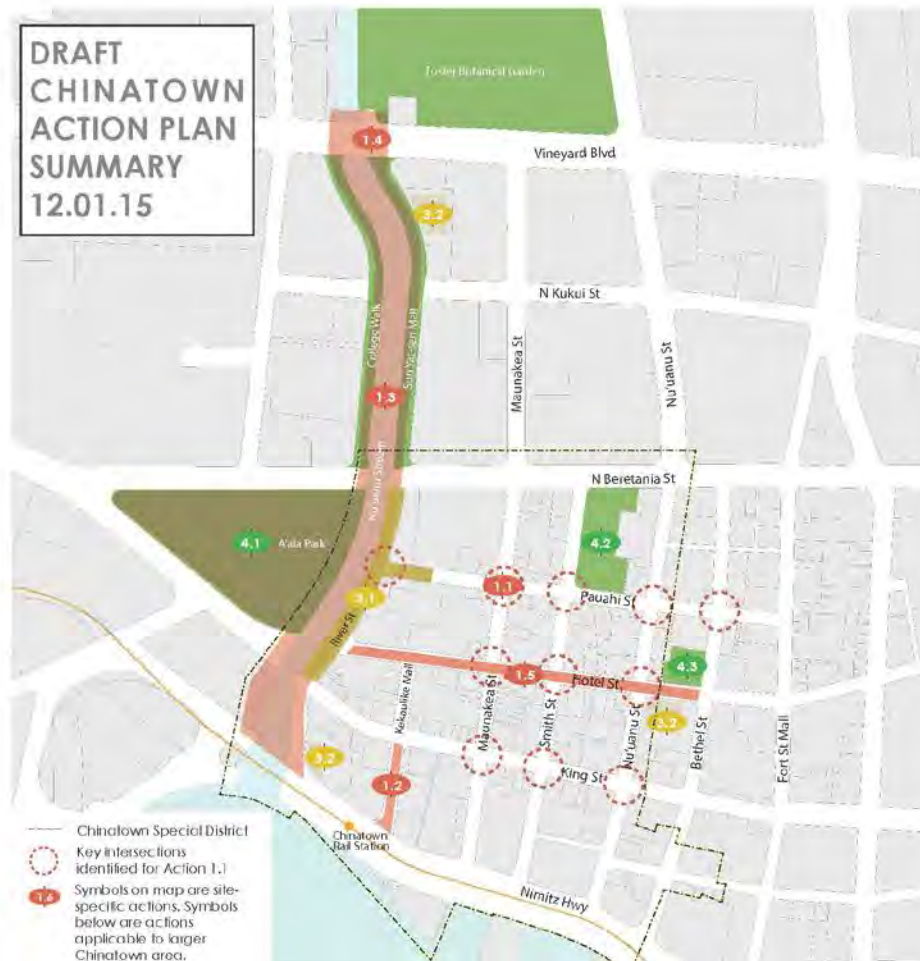 DRAFT
CHINATOWN
ACTION PLAN
SUMMARY
12.01.15
Foster Botanical Garden
1.4
Vineyard Blvd
3.2
N Kukui St
College Walk
Sun Yat-sen Mall
Maunakea St
Nu'uanu St
1.3
Nu'uanu Stream
N Beretania St
4.1
A'ala Park
4.2
3.1
1.1
Pauahi St
River St
4.3
1.5
Hotel St
Kekaulike Mall
Maunakea St
Smith St
Nu'uanu St
3.2
Bethel St
Fort St Mall
3.2
1.2
King St
Chinatown
Rail Station
Nimitz Hwy
Chinatown Special District
Key intersections
identified for Action 1.1
1.6
Symbols on map are site-
specific actions. Symbols
below are actions
applicable to larger
Chinatown area.